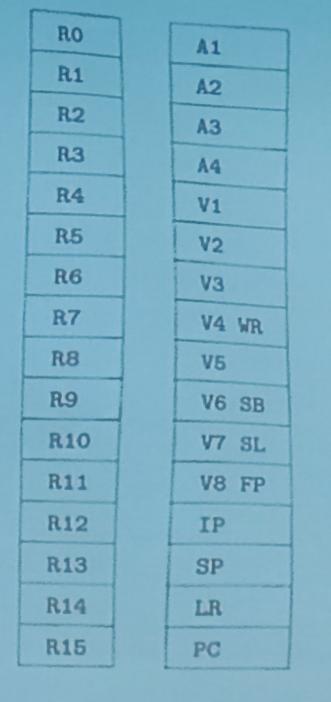 R0 A1
R1 A2
R2 A3
R3 A4
R4 V1
R5 V2
R6 V3
R7 V4 WR
R8 V5
R9 V6 SB
R10 V7 SL
R11 V8 FP
R12 IP
R13 SP
R14 LR
R15 PC